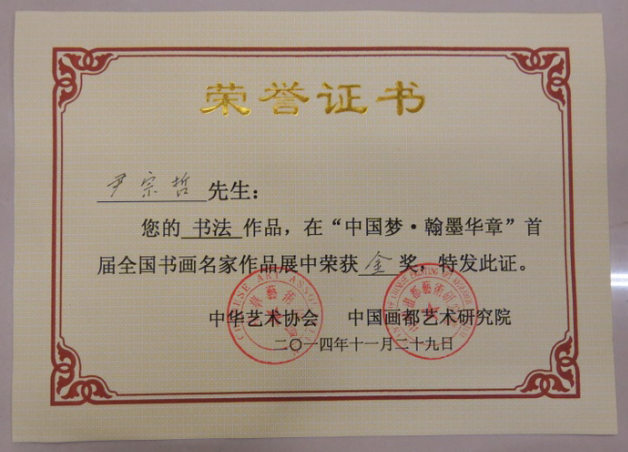 荣誉证书
尹宗哲 先生：
您的 书法 作品，在“中国梦·翰墨华章”首
届全国书画名家作品展中荣获 金 奖，特发此证。
中华艺术协会 中国画都艺术研究院
二〇一四年十一月二十九日